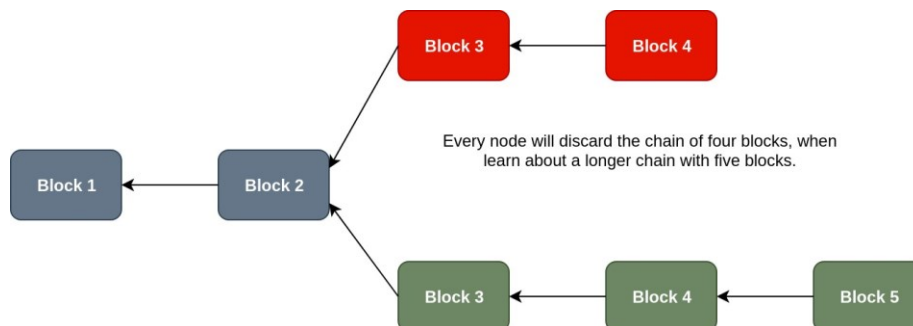 Block 3
Block 4
Every node will discard the chain of four blocks, when
learn about a longer chain with five blocks.
Block 1
Block 2
Block 3
Block 4
Block 5